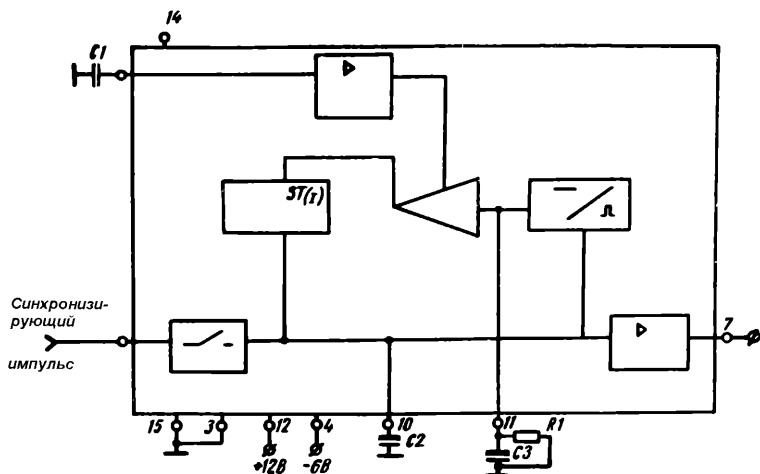 14
C1
ST(I)
Синхронизи-
рующий
импульс
7
15
3
12
4
10
11
R1
C2
C3
+12В
-6В